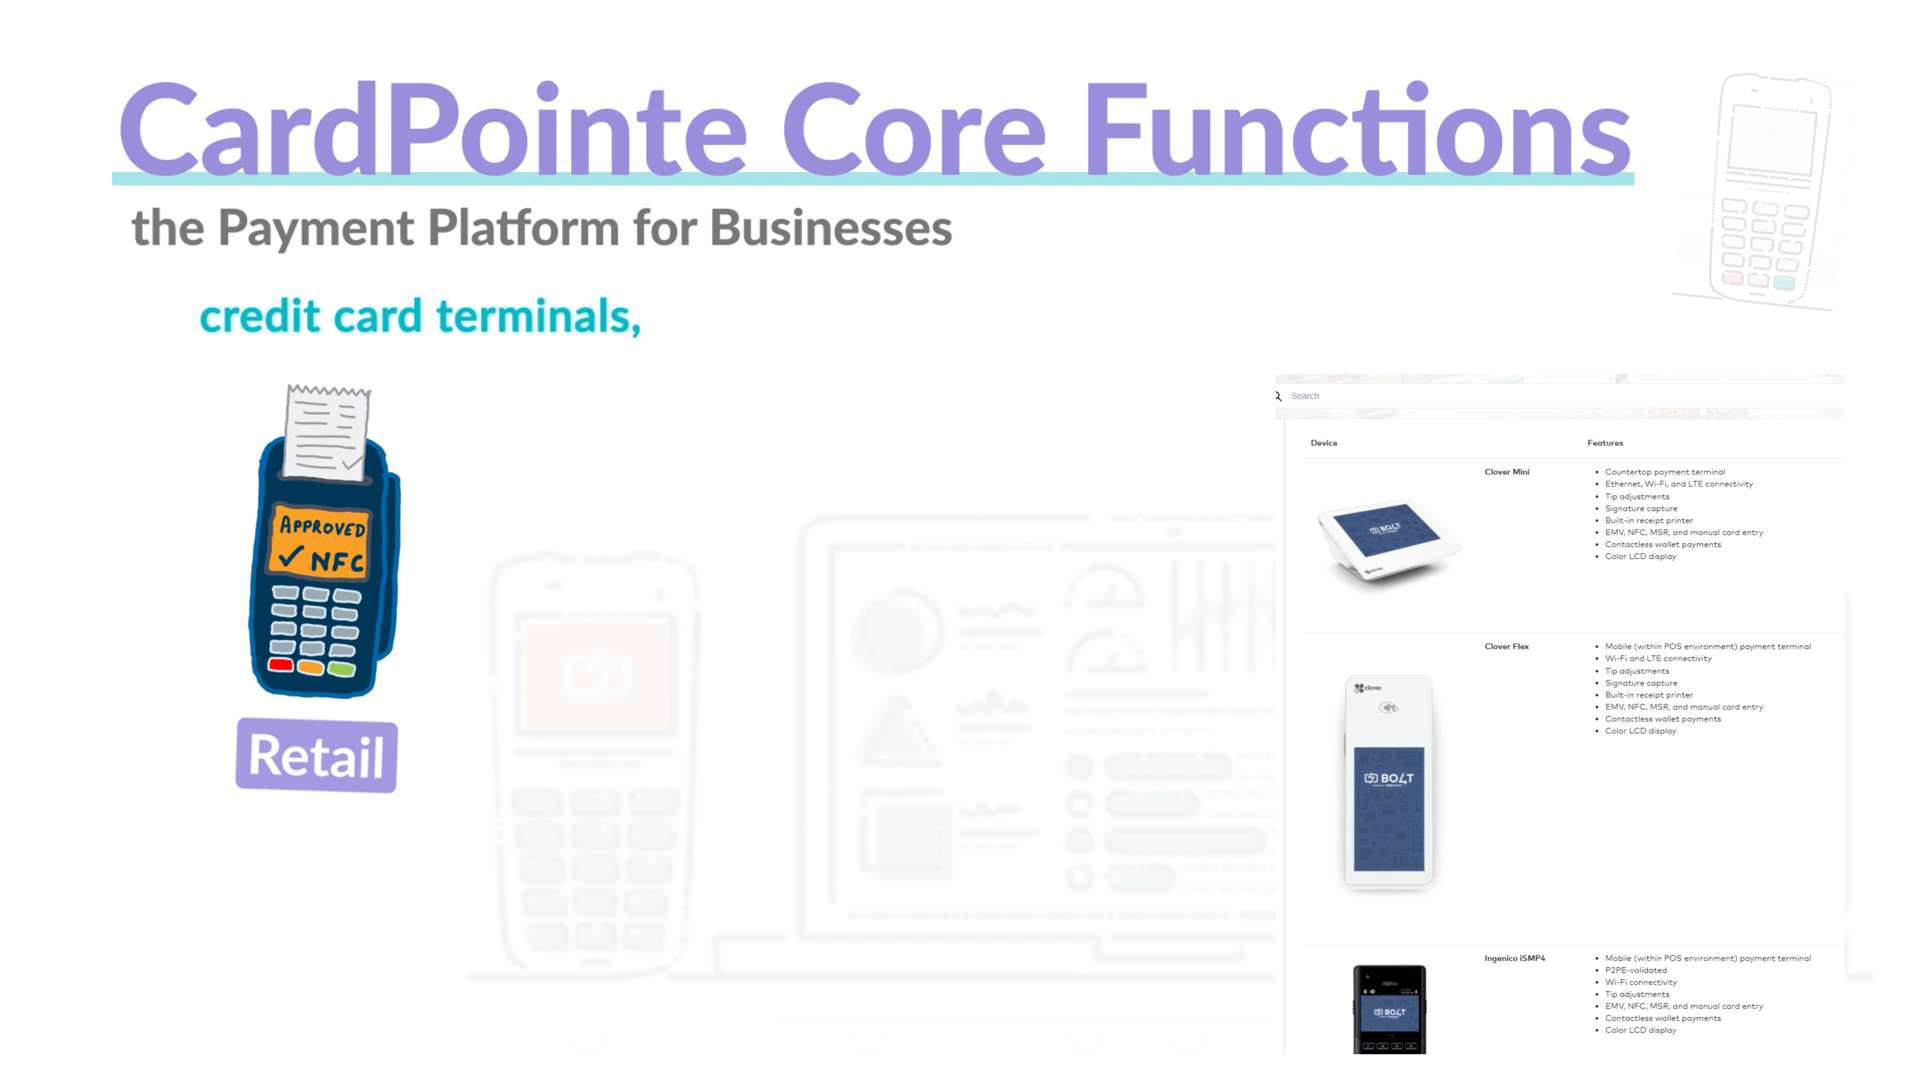 CardPointe Core Functions
the Payment Platform for Businesses
credit card terminals,
APPROVED
✓ NFC
Retail
Search
Device
Features
Clover Mini
• Countertop payment terminal
• Ethernet, Wi-Fi, and LTE connectivity
• Tip adjustments
• Signature capture
• Built-in receipt printer
• EMV, NFC, MSR, and manual card entry
• Contactless wallet payments
• Color LCD display
BOLT
clover
Clover Flex
• Mobile (within POS environment) payment terminal
• Wi-Fi and LTE connectivity
• Tip adjustments
• Signature capture
• Built-in receipt printer
• EMV, NFC, MSR, and manual card entry
• Contactless wallet payments
• Color LCD display
clover
BOLT
Ingenico iSMP4
• Mobile (within POS environment) payment terminal
• P2PE-validated
• Wi-Fi connectivity
• Tip adjustments
• EMV, NFC, MSR, and manual card entry
• Contactless wallet payments
• Color LCD display
BOLT